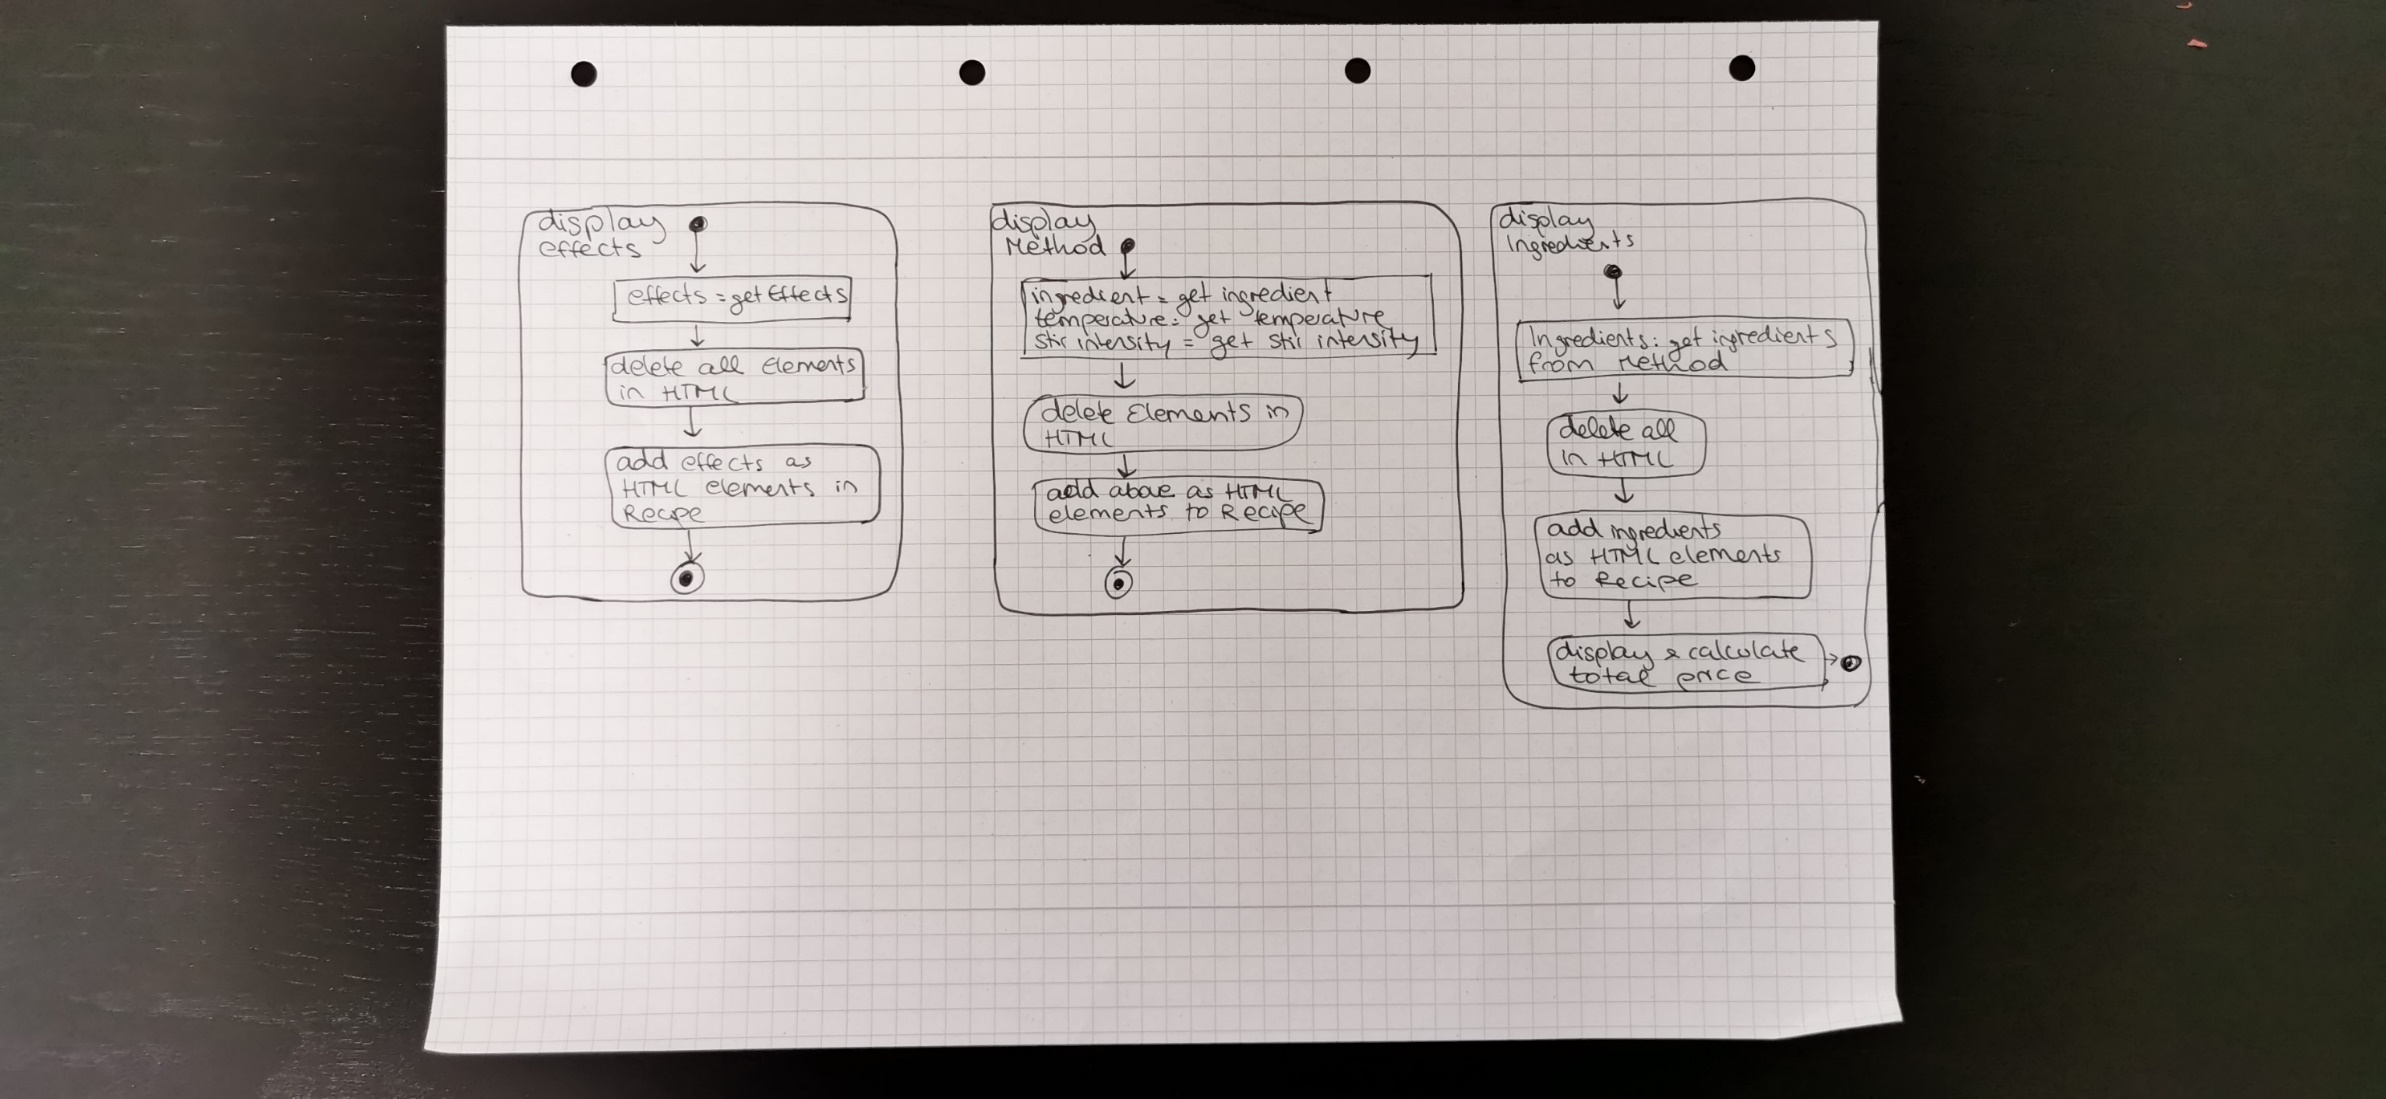 display
effects
effects = getEffects
delete all Elements
in HTML
add effects as
HTML elements in
Recipe
display
Method
ingredient = get ingredient
temperature = get temperature
stir intensity = get stir intensity
delete Elements in
HTML
add above as HTML
elements to Recipe
display
Ingredients
Ingredients: get ingredients
from Method
delete all
in HTML
add ingredients
as HTML elements
to Recipe
display & calculate
total price